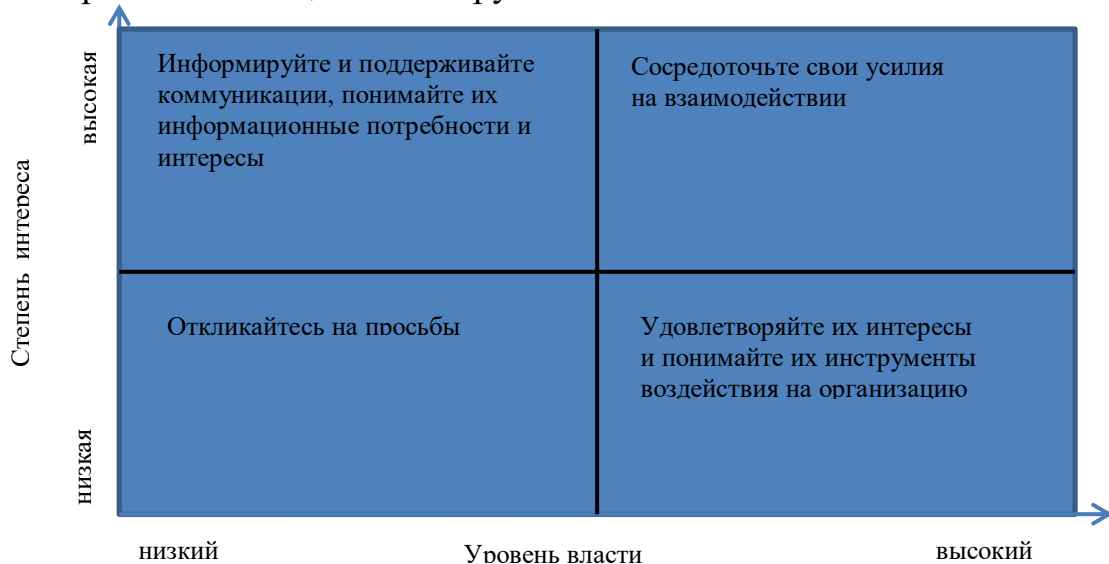 Информируйте и поддерживайте
коммуникации, понимайте их
информационные потребности и
интересы
Сосредоточьте свои усилия
на взаимодействии
Откликайтесь на просьбы
Удовлетворяйте их интересы
и понимайте их инструменты
воздействия на организацию
высокая
Степень интереса
низкая
низкий
Уровень власти
высокий